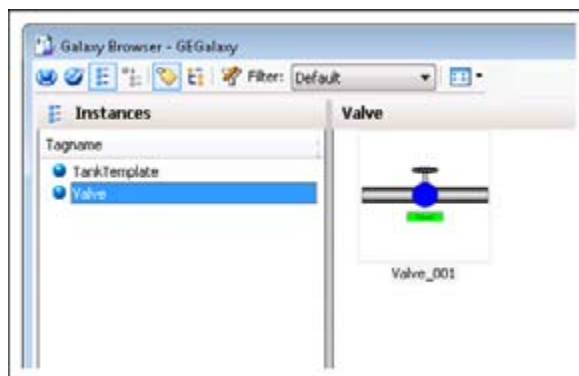 Galaxy Browser - GEGalaxy
Filter: Default
Instances
Valve
Tagname
TankTemplate
Valve
Valve_001